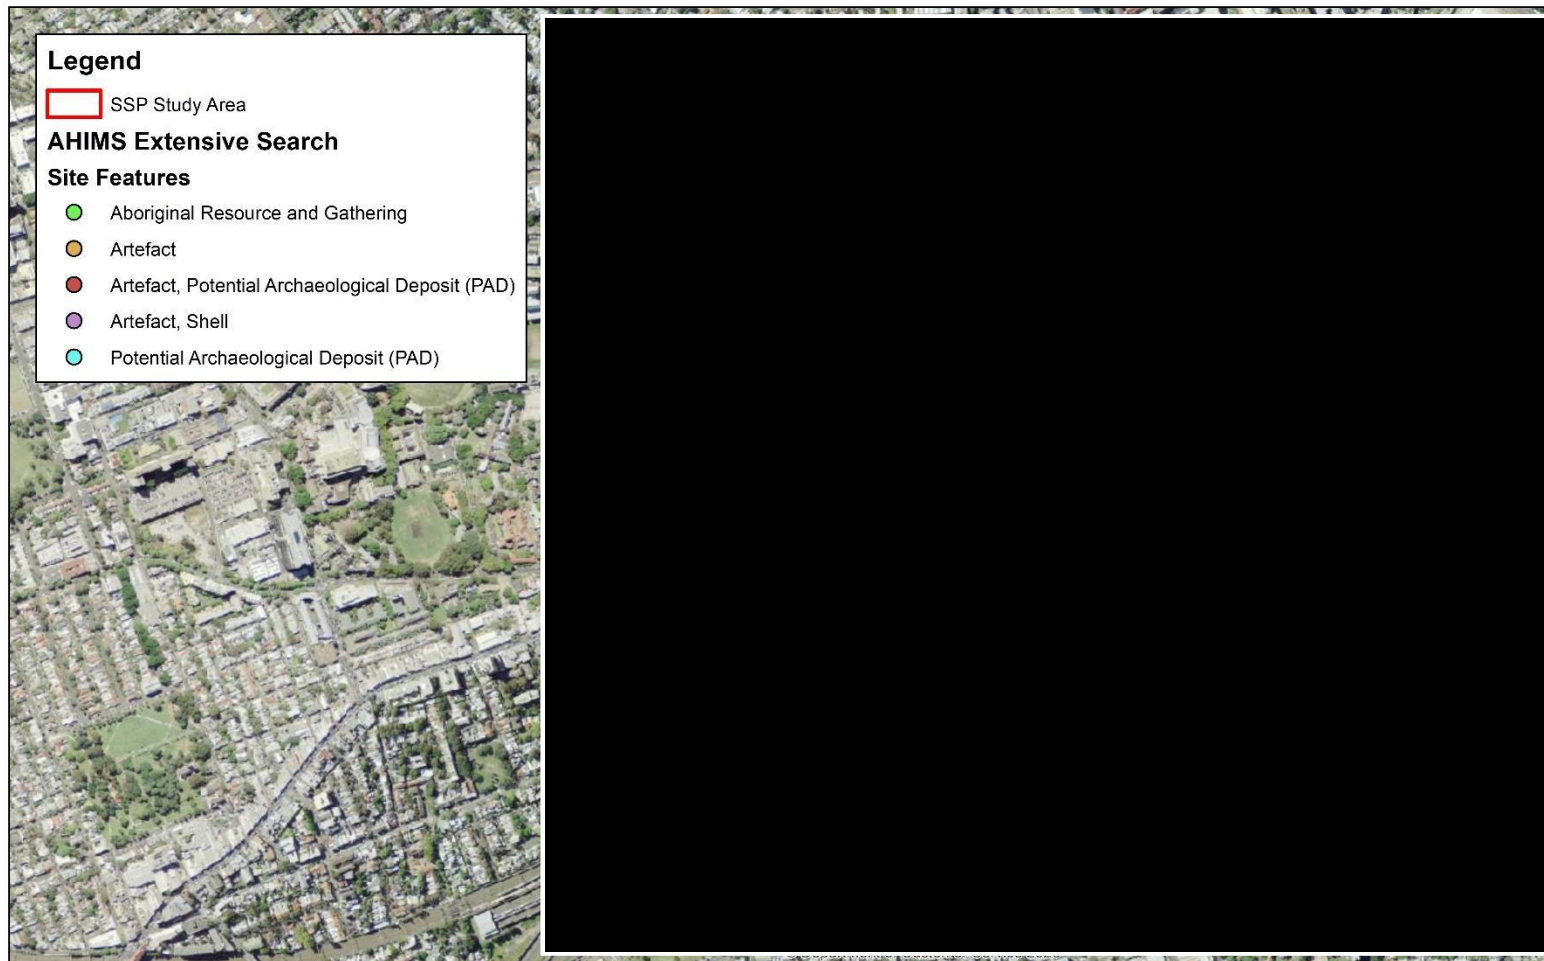 Legend
SSP Study Area
AHIMS Extensive Search
Site Features
Aboriginal Resource and Gathering
Artefact
Artefact, Potential Archaeological Deposit (PAD)
Artefact, Shell
Potential Archaeological Deposit (PAD)